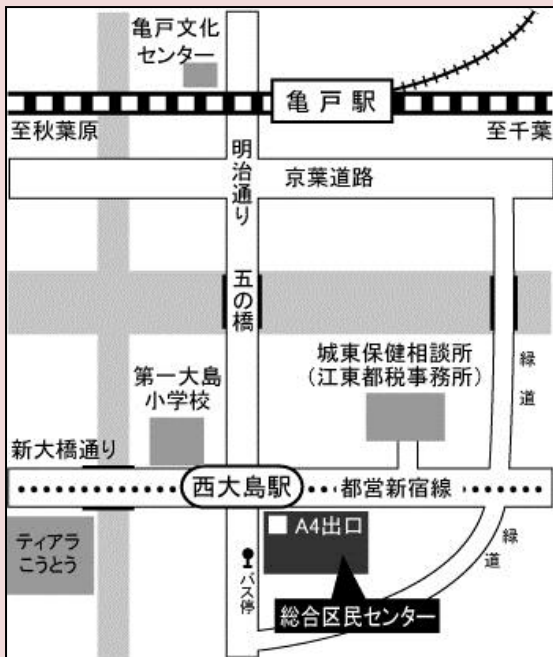 亀戸文化
センター
亀戸駅
至秋葉原
至千葉
明治通り
京葉道路
五の橋
城東保健相談所
（江東都税事務所）
緑道
第一大島
小学校
新大橋通り
西大島駅
都営新宿線
ティアラ
こうとう
A4出口
バス停
緑道
総合区民センター